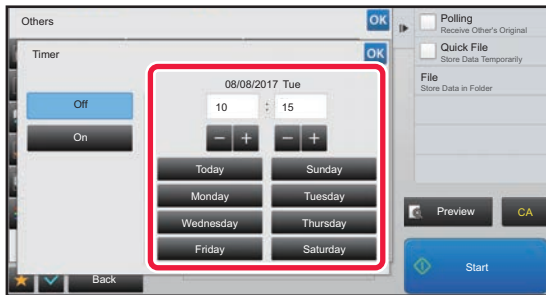 Others
OK
Timer
OK
08/08/2017 Tue
Off
10 : 15
On
− +
− +
Today
Sunday
Monday
Tuesday
Wednesday
Thursday
Friday
Saturday
Back
Polling
Receive Other's Original
Quick File
Store Data Temporarily
File
Store Data in Folder
Preview
CA
Start